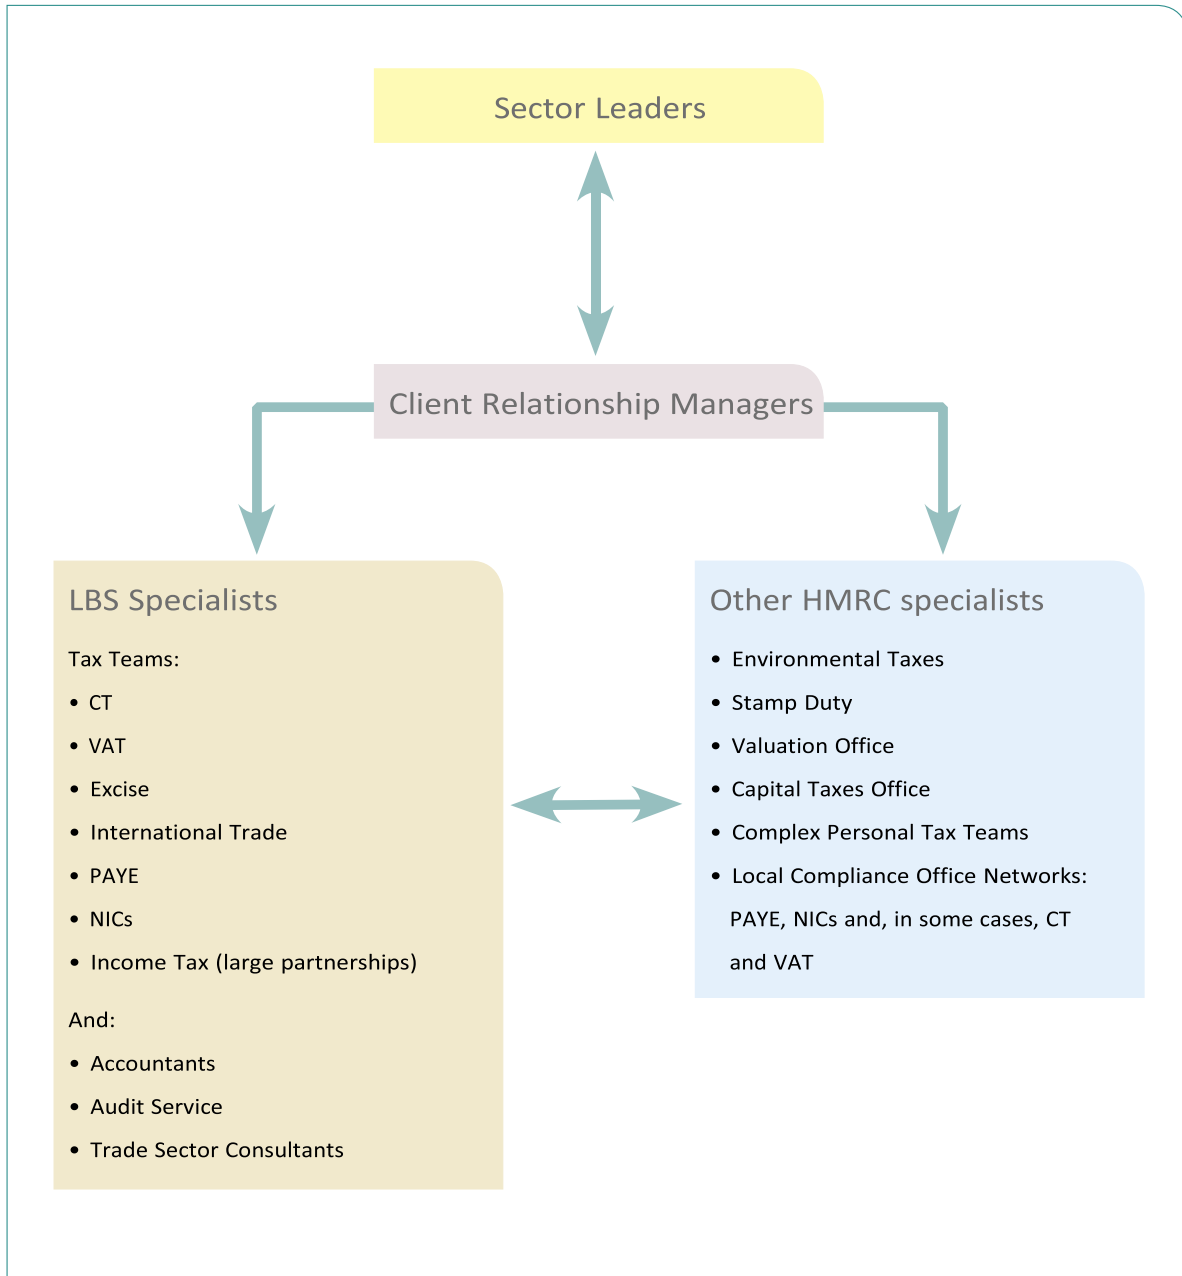 Sector Leaders
Client Relationship Managers
LBS Specialists
Tax Teams:
• CT
• VAT
• Excise
• International Trade
• PAYE
• NICs
• Income Tax (large partnerships)
And:
• Accountants
• Audit Service
• Trade Sector Consultants
Other HMRC specialists
• Environmental Taxes
• Stamp Duty
• Valuation Office
• Capital Taxes Office
• Complex Personal Tax Teams
• Local Compliance Office Networks:
PAYE, NICs and, in some cases, CT
and VAT